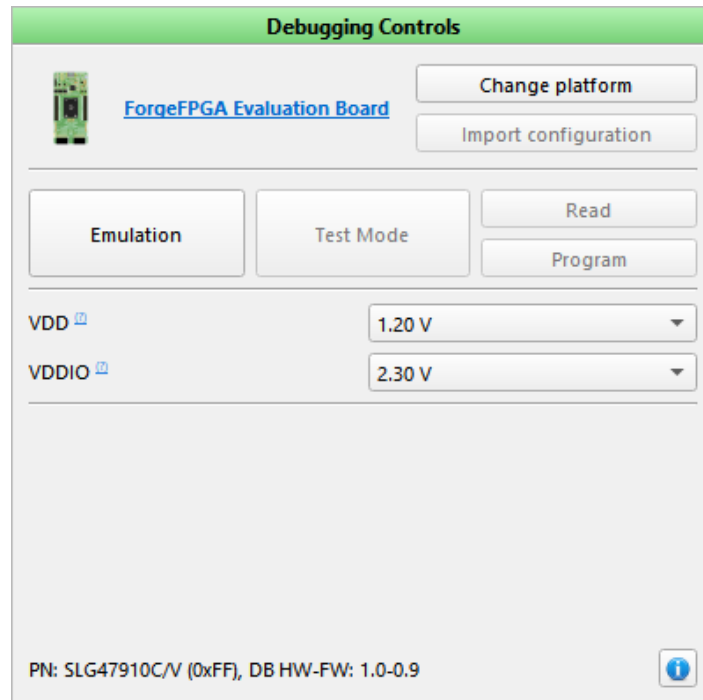 Debugging Controls
ForgeFPGA Evaluation Board
Change platform
Import configuration
Emulation
Test Mode
Read
Program
VDD [?]
1.20 V
VDDIO [?]
2.30 V
PN: SLG47910C/V (0xFF), DB HW-FW: 1.0-0.9